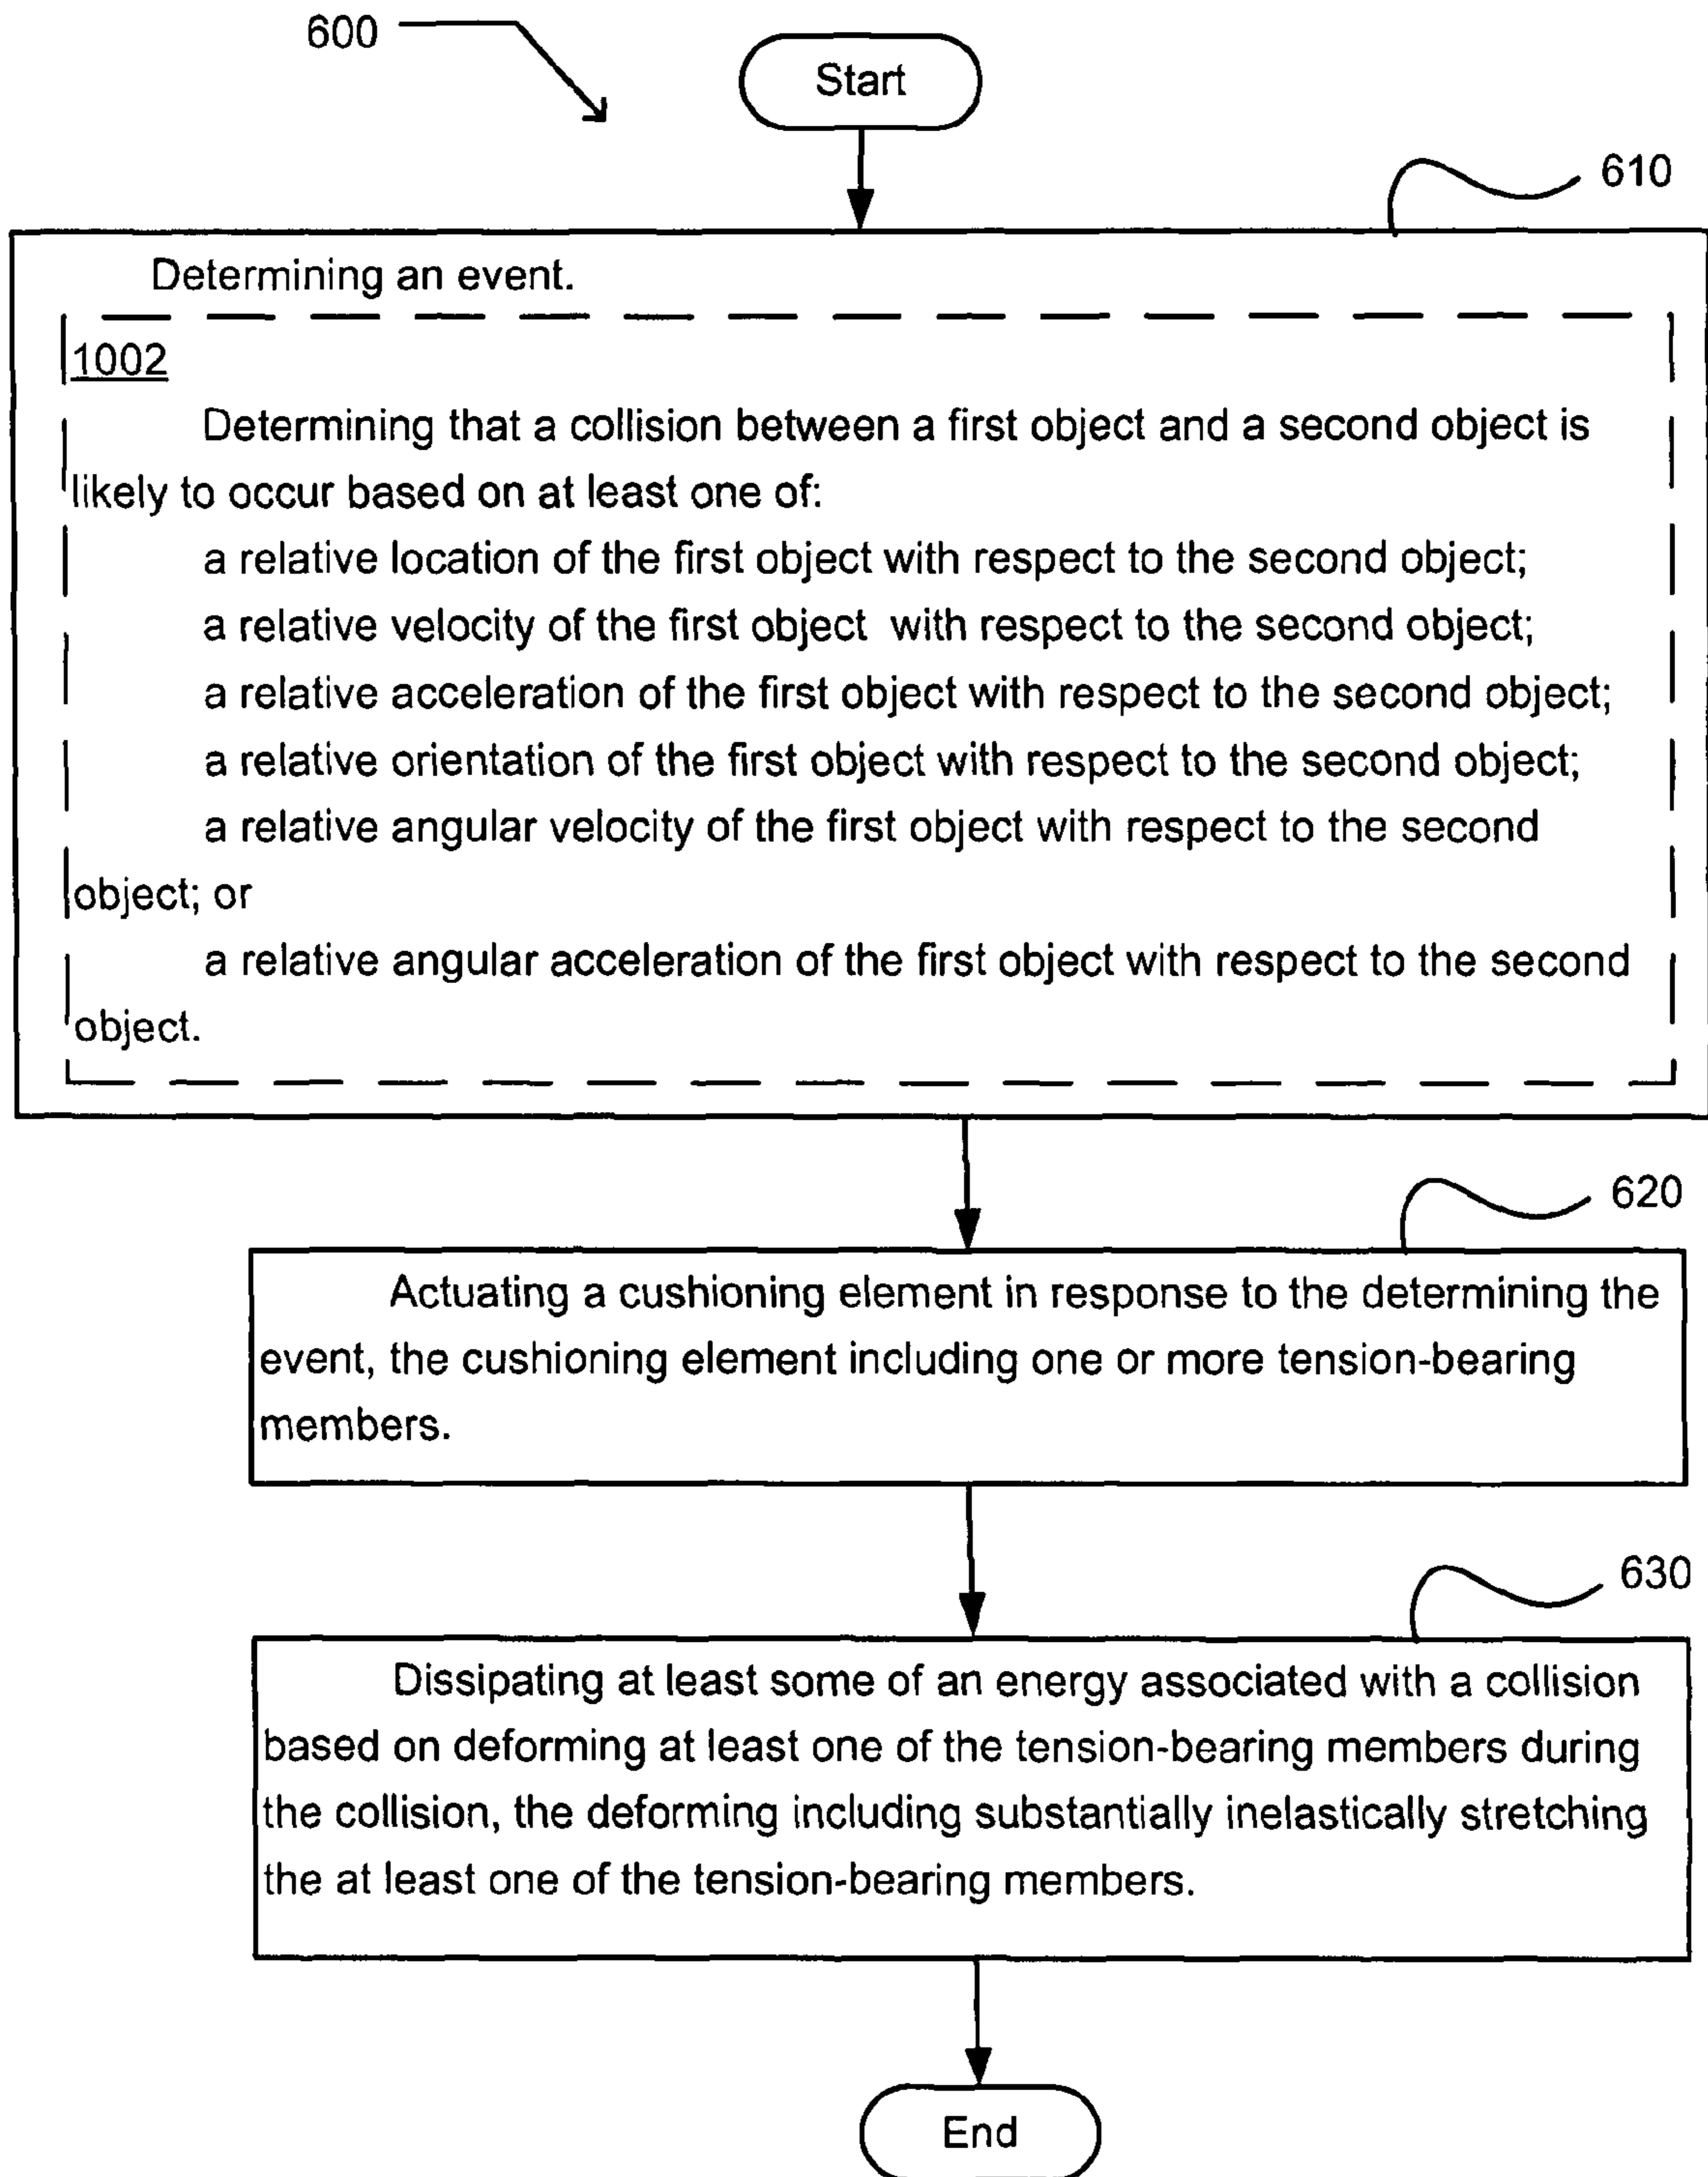 600
Start
610
Determining an event.
1002
Determining that a collision between a first object and a second object is
likely to occur based on at least one of:
a relative location of the first object with respect to the second object;
a relative velocity of the first object with respect to the second object;
a relative acceleration of the first object with respect to the second object;
a relative orientation of the first object with respect to the second object;
a relative angular velocity of the first object with respect to the second
object; or
a relative angular acceleration of the first object with respect to the second
object.
620
Actuating a cushioning element in response to the determining the
event, the cushioning element including one or more tension-bearing
members.
630
Dissipating at least some of an energy associated with a collision
based on deforming at least one of the tension-bearing members during
the collision, the deforming including substantially inelastically stretching
the at least one of the tension-bearing members.
End